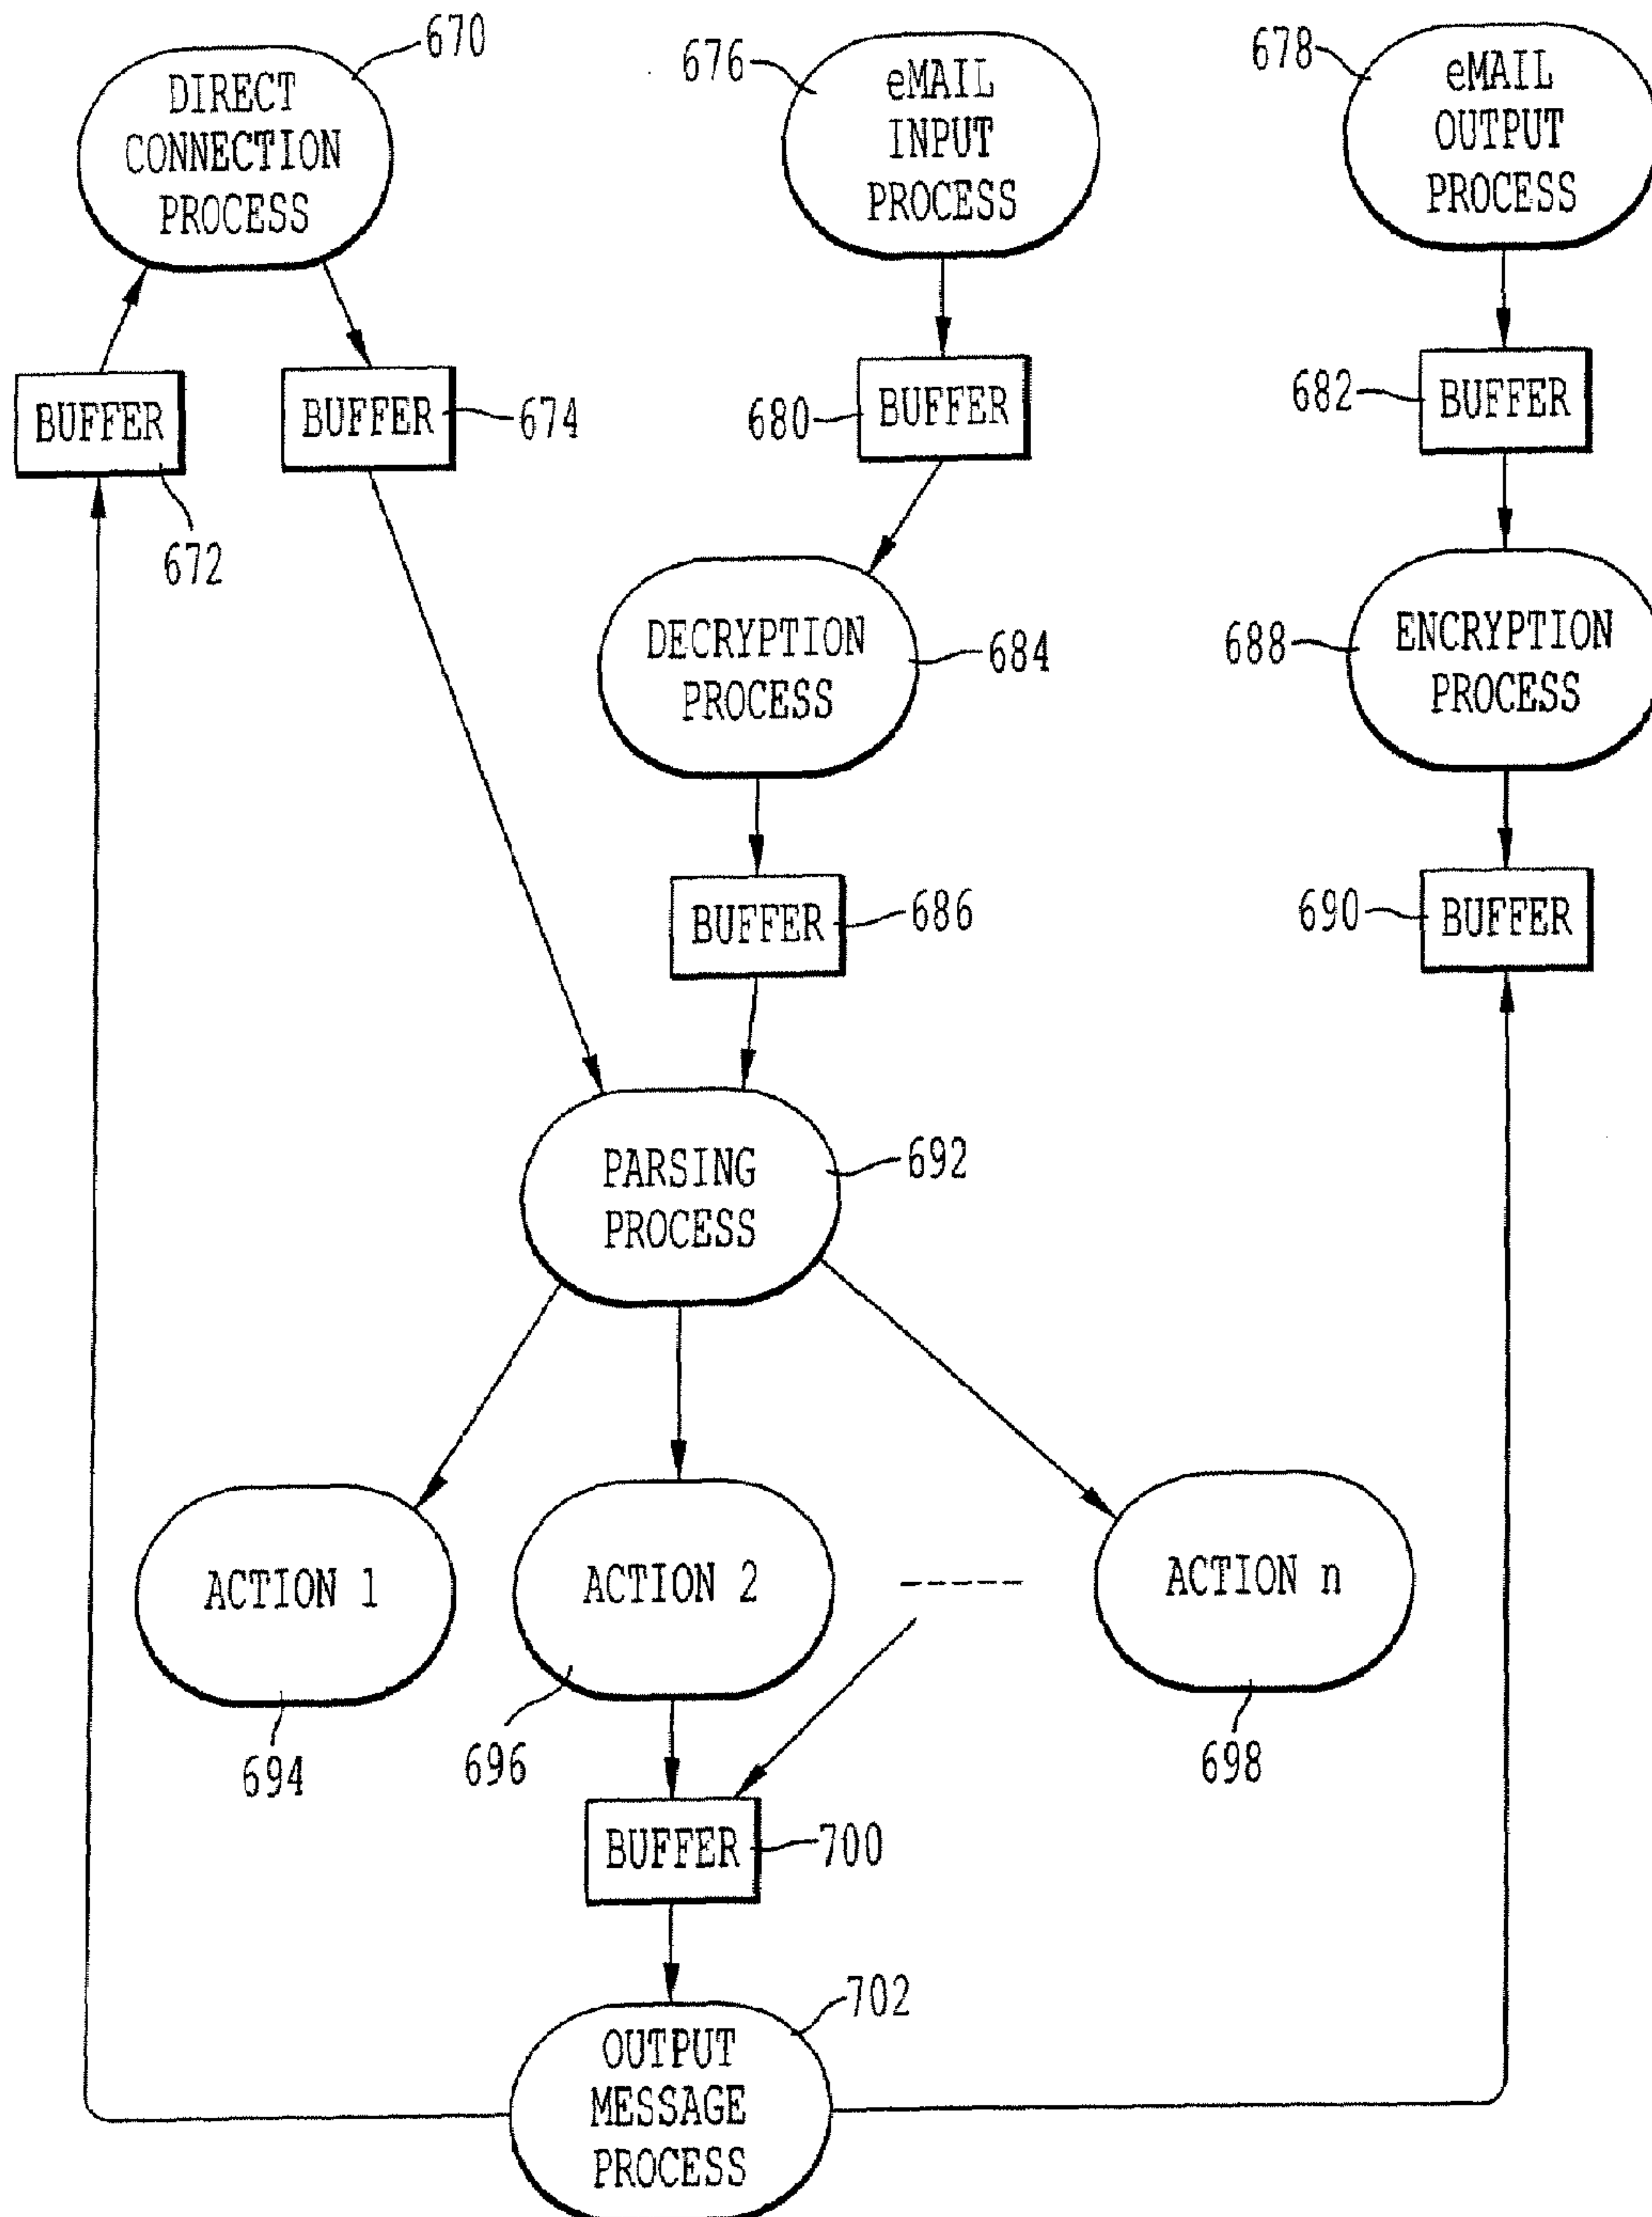 670
DIRECT
CONNECTION
PROCESS
676
eMAIL
INPUT
PROCESS
678
eMAIL
OUTPUT
PROCESS
BUFFER
672
BUFFER
674
680
BUFFER
682
BUFFER
DECRYPTION
PROCESS
684
688
ENCRYPTION
PROCESS
BUFFER
686
690
BUFFER
PARSING
PROCESS
692
ACTION 1
694
ACTION 2
696
-----
ACTION n
698
BUFFER
700
702
OUTPUT
MESSAGE
PROCESS